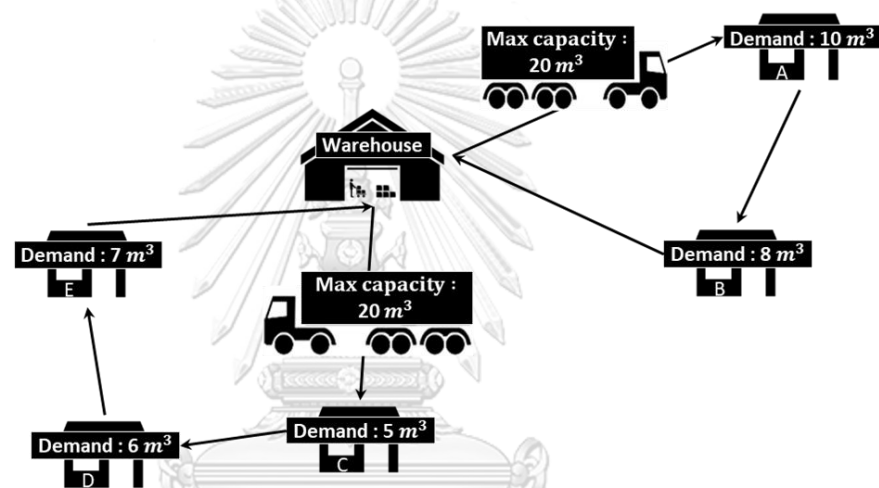 Max capacity :
20 m³
Demand : 10 m³
A
Warehouse
Demand : 7 m³
E
Demand : 8 m³
B
Max capacity :
20 m³
Demand : 5 m³
C
Demand : 6 m³
D